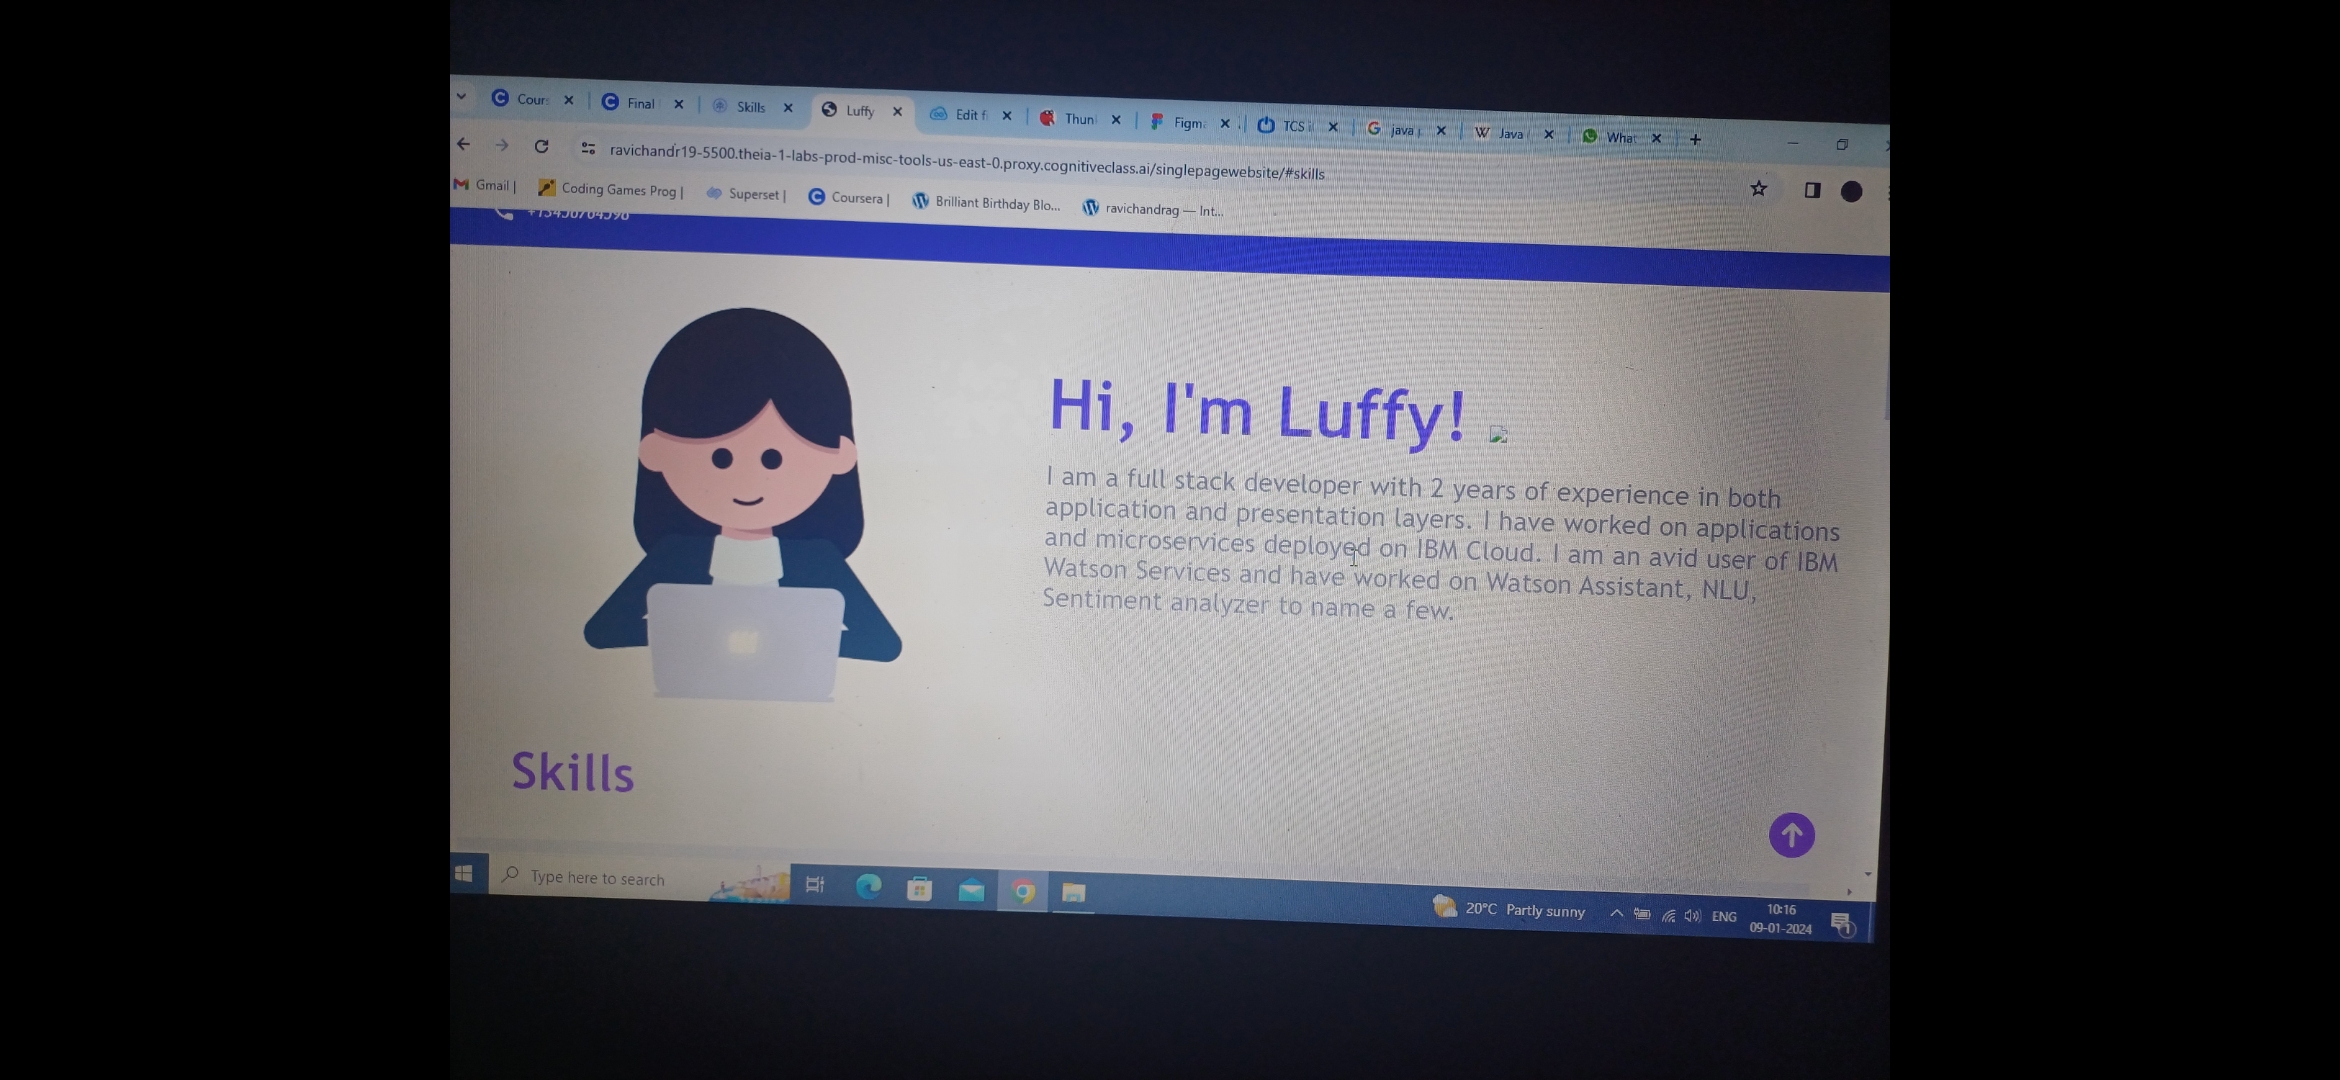 Cour
Final
Skills
Luffy
Edit f
Thun
Figm
TCS i
java
Java
What
ravichandr19-5500.theia-1-labs-prod-misc-tools-us-east-0.proxy.cognitiveclass.ai/singlepagewebsite/#skills
Gmail |
Coding Games Prog |
Superset |
Coursera |
Brilliant Birthday Blo...
ravichandrag — Int...
Hi, I'm Luffy!
I am a full stack developer with 2 years of experience in both
application and presentation layers. I have worked on applications
and microservices deployed on IBM Cloud. I am an avid user of IBM
Watson Services and have worked on Watson Assistant, NLU,
Sentiment analyzer to name a few.
Skills
Type here to search
20°C Partly sunny
ENG
10:16
09-01-2024
1